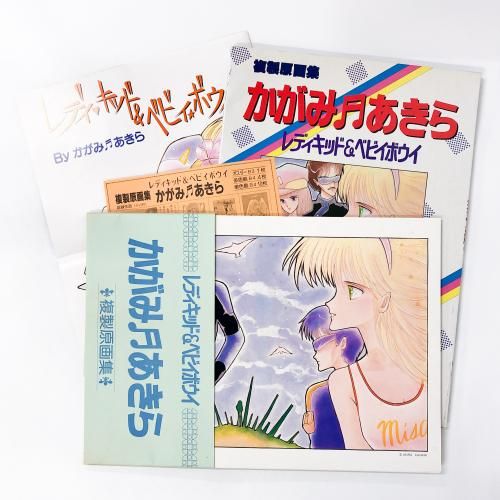 レディキッド&ベビィボウイ
By かがみ♬あきら
複製原画集
かがみ♬あきら
レディキッド&ベビイボウイ
レディキッド&ベビイボウイ
複製原画集 かがみ♬あきら
レディキッド&ベビイボウイ
かがみ♬あきら
✤複製原画集✤
Misa